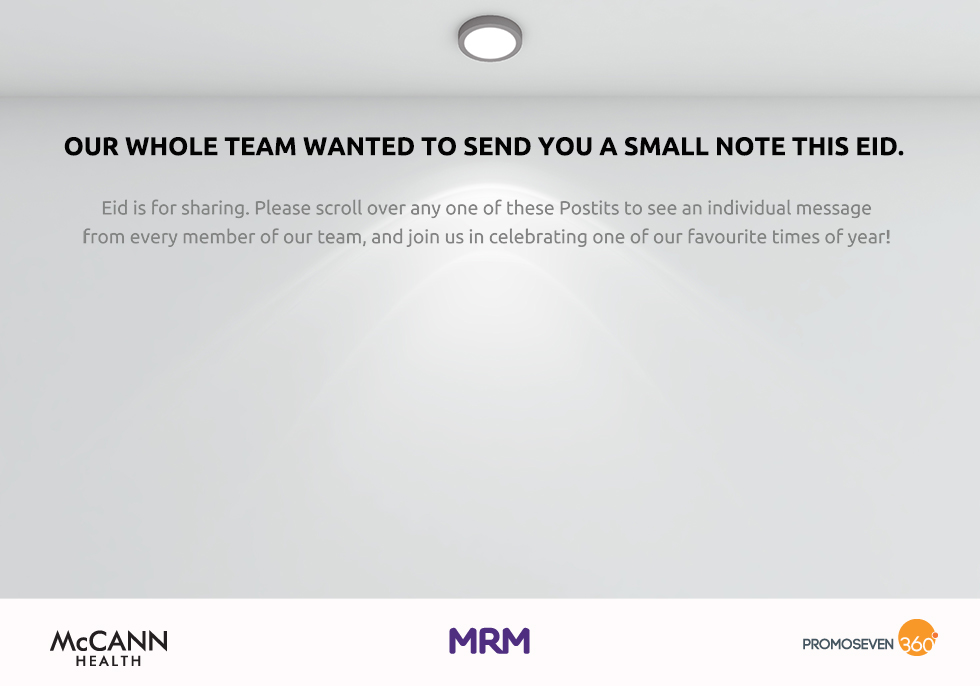 OUR WHOLE TEAM WANTED TO SEND YOU A SMALL NOTE THIS EID.
Eid is for sharing. Please scroll over any one of these Postits to see an individual message
from every member of our team, and join us in celebrating one of our favourite times of year!
McCANN
HEALTH
MRM
PROMOSEVEN 360°